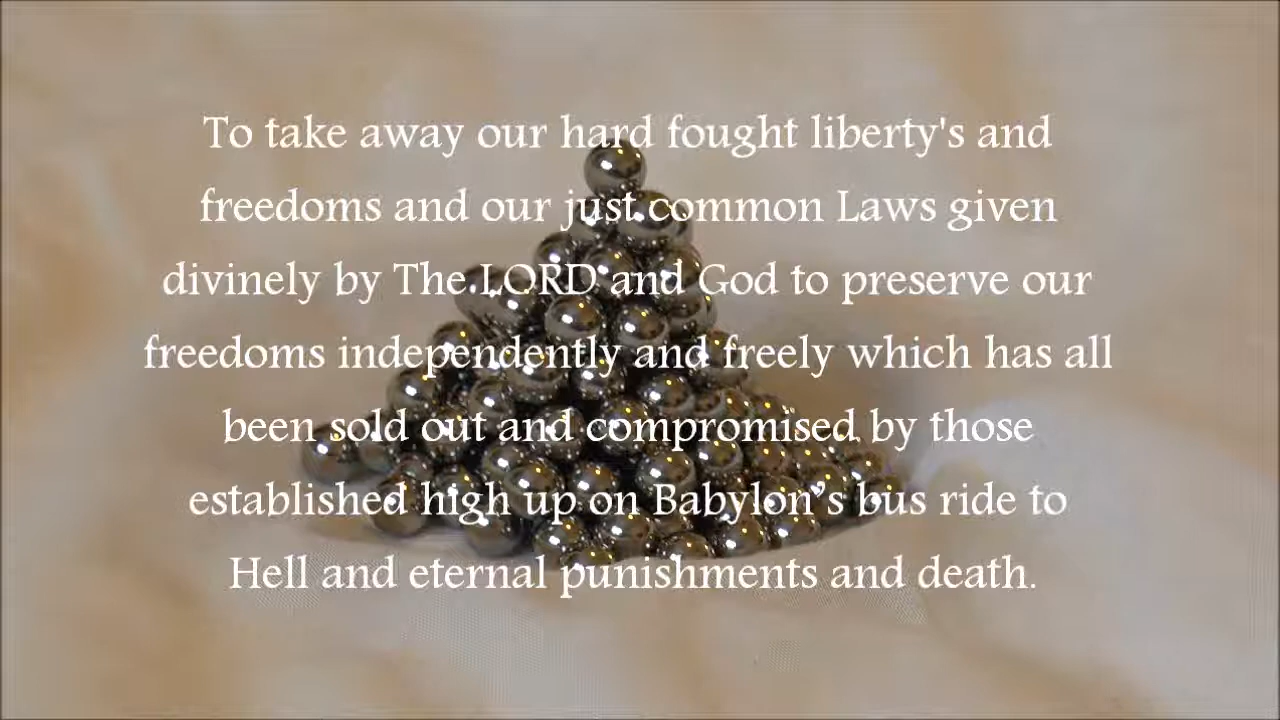 To take away our hard fought liberty's and
freedoms and our just common Laws given
divinely by The LORD and God to preserve our
freedoms independently and freely which has all
been sold out and compromised by those
established high up on Babylon's bus ride to
Hell and eternal punishments and death.